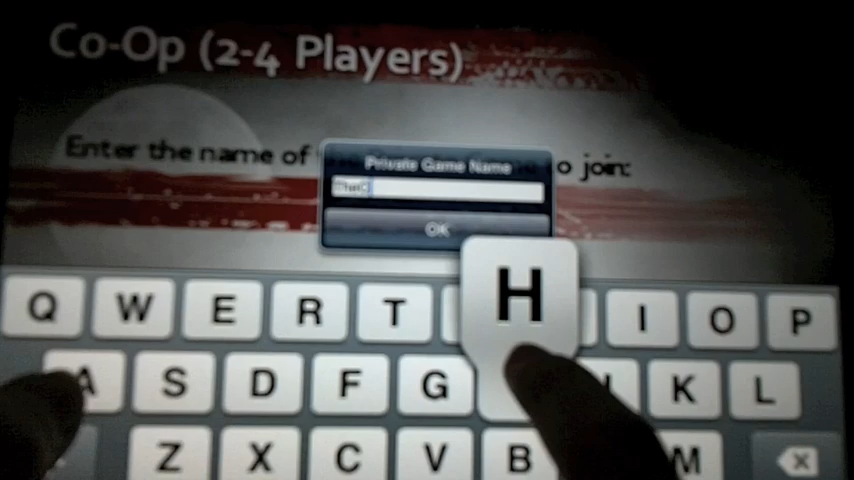 Co-Op (2-4 Players)
Enter the name of
o join:
Private Game Name
OK
H
Q W E R T I O P
A S D F G K L
Z X C V B M